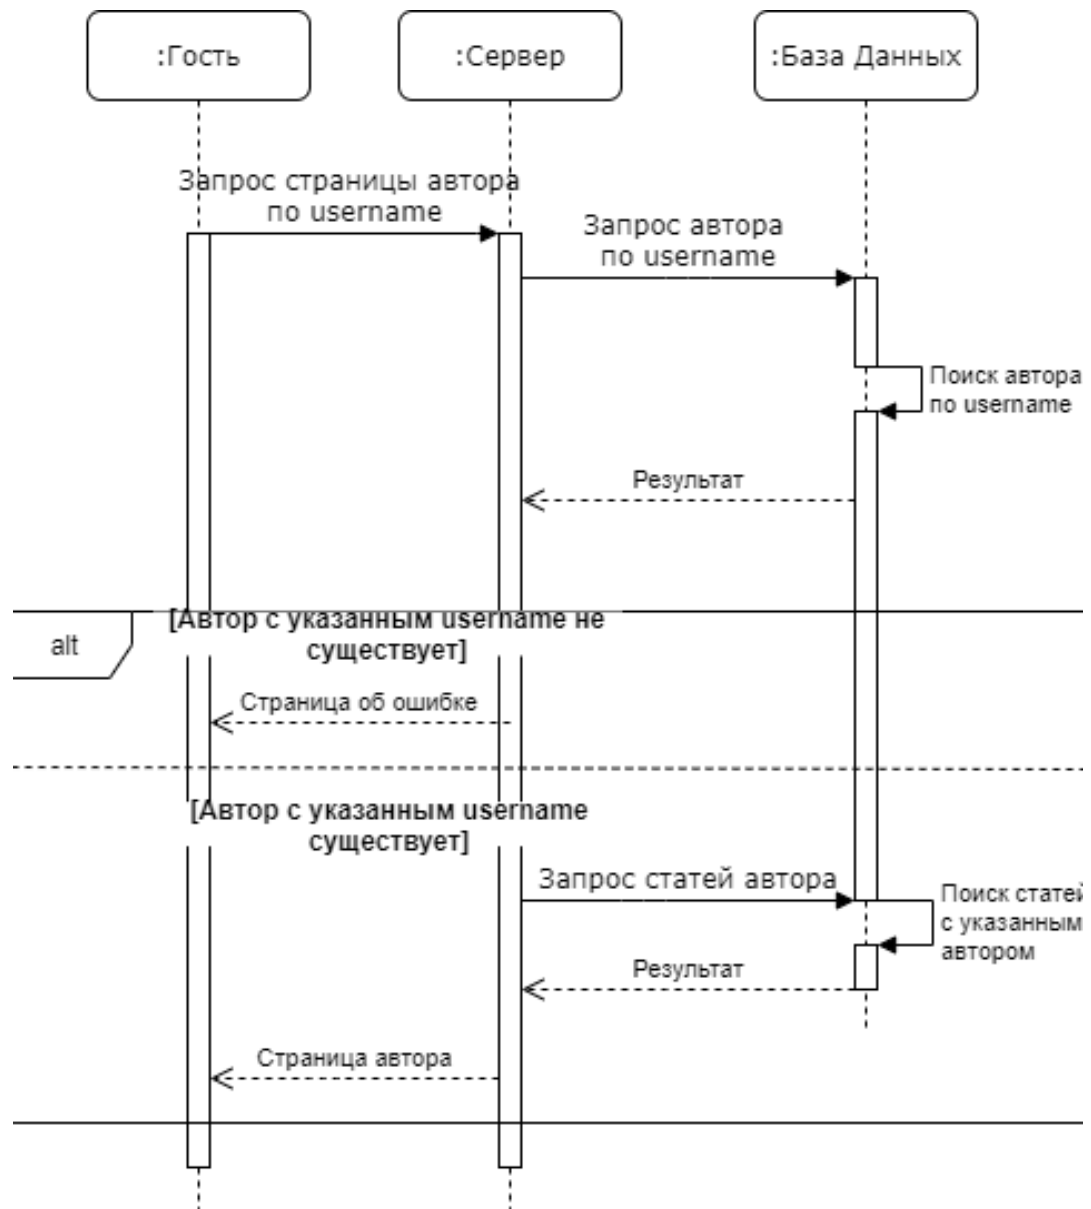 :Гость
:Сервер
:База Данных
Запрос страницы автора
по username
Запрос автора
по username
Поиск автора
по username
Результат
alt
[Автор с указанным username не
существует]
Страница об ошибке
[Автор с указанным username
существует]
Запрос статей автора
Поиск статей
с указанным
автором
Результат
Страница автора